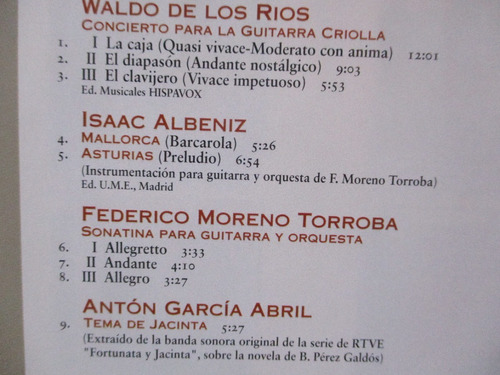 WALDO DE LOS RIOS
CONCIERTO PARA LA GUITARRA CRIOLLA
1. I La caja (Quasi vivace-Moderato con anima) 12:01
2. II El diapasón (Andante nostálgico) 9:03
3. III El clavijero (Vivace impetuoso) 5:53
Ed. Musicales HISPAVOX
ISAAC ALBENIZ
4. MALLORCA (Barcarola) 5:26
5. ASTURIAS (Preludio) 6:54
(Instrumentación para guitarra y orquesta de F. Moreno Torroba)
Ed. U.M.E., Madrid
FEDERICO MORENO TORROBA
SONATINA PARA GUITARRA Y ORQUESTA
6. I Allegretto 3:33
7. II Andante 4:10
8. III Allegro 3:27
ANTÓN GARCÍA ABRIL
9. TEMA DE JACINTA 5:27
(Extraído de la banda sonora original de la serie de RTVE
"Fortunata y Jacinta", sobre la novela de B. Pérez Galdós)